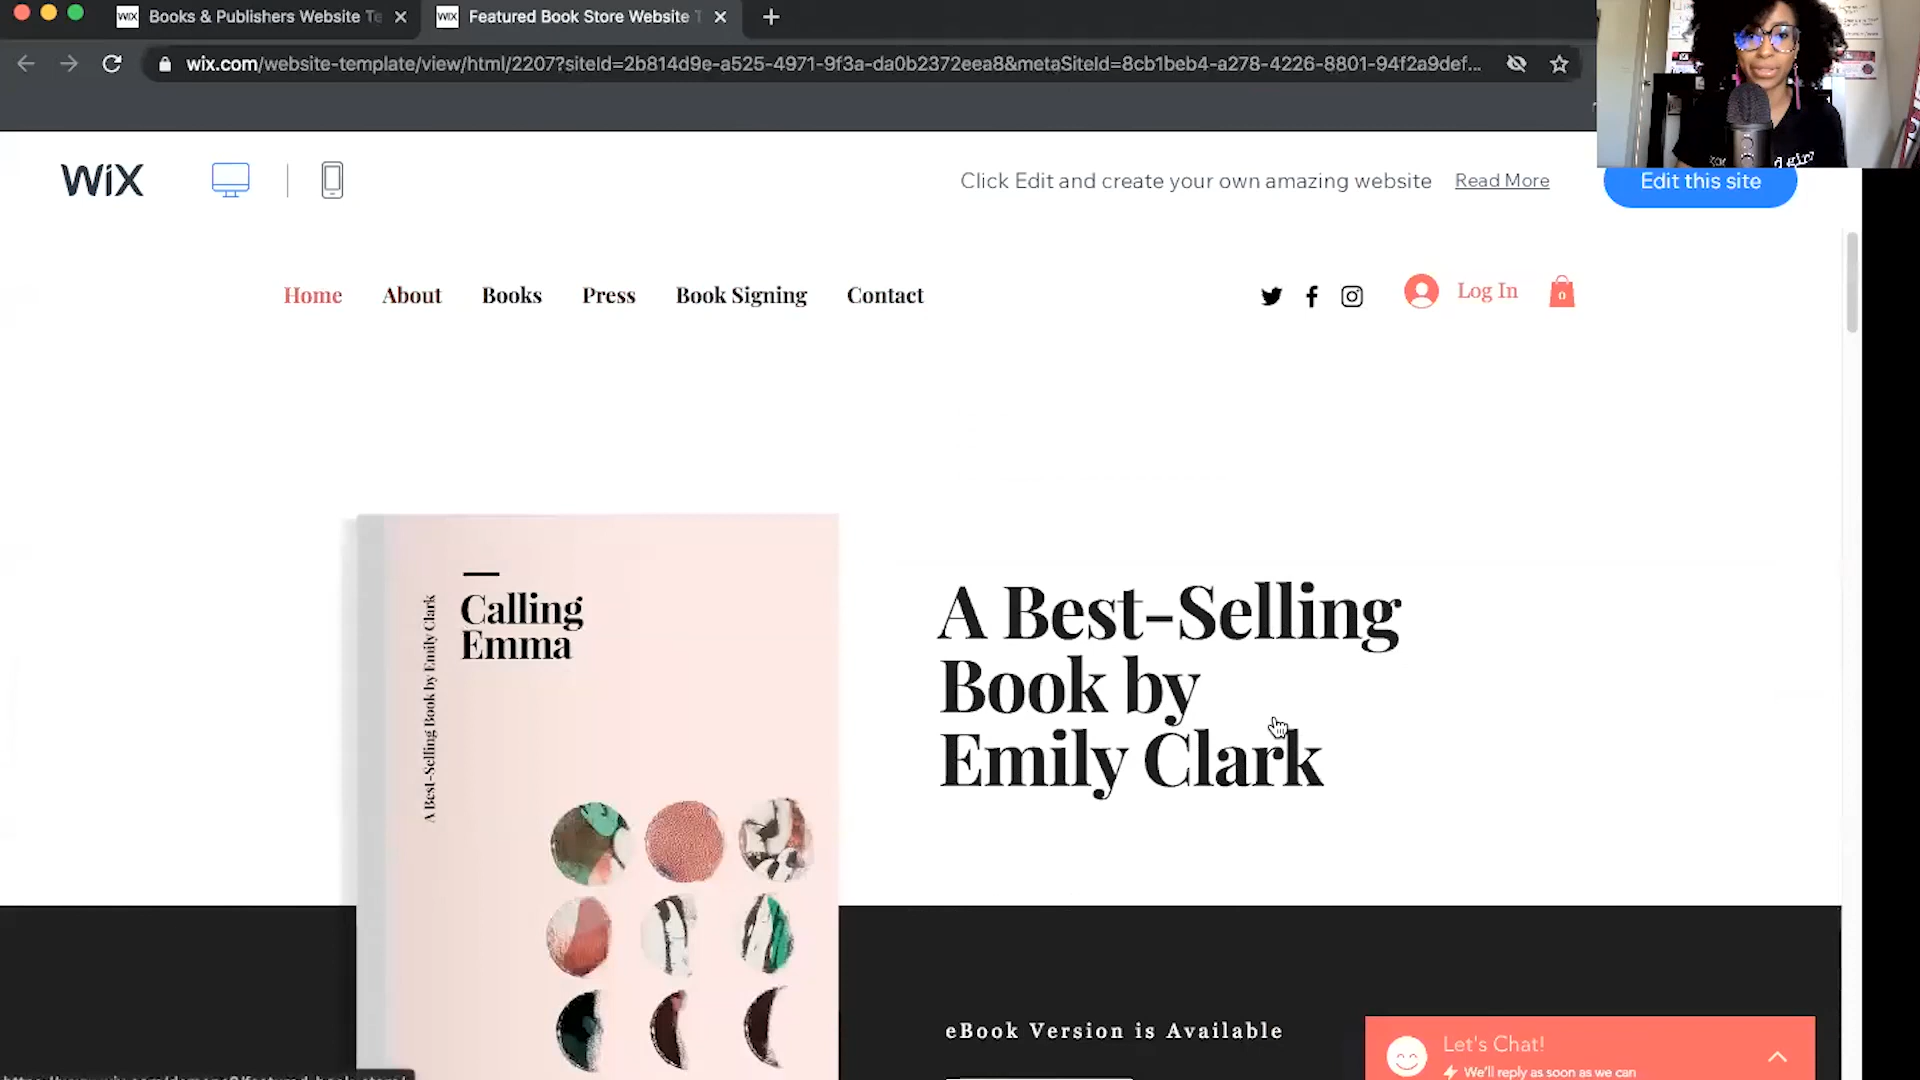 WIX Books & Publishers Website Te
WIX Featured Book Store Website T
wix.com/website-template/view/html/2207?siteId=2b814d9e-a525-4971-9f3a-da0b2372eea8&metaSiteId=8cb1beb4-a278-4226-8801-94f2a9def...
WiX
Click Edit and create your own amazing website Read More
Edit this site
Home About Books Press Book Signing Contact
Log In
0
Calling
Emma
A Best-Selling Book by Emily Clark
A Best-Selling
Book by
Emily Clark
eBook Version is Available
Let's Chat!
We'll reply as soon as we can